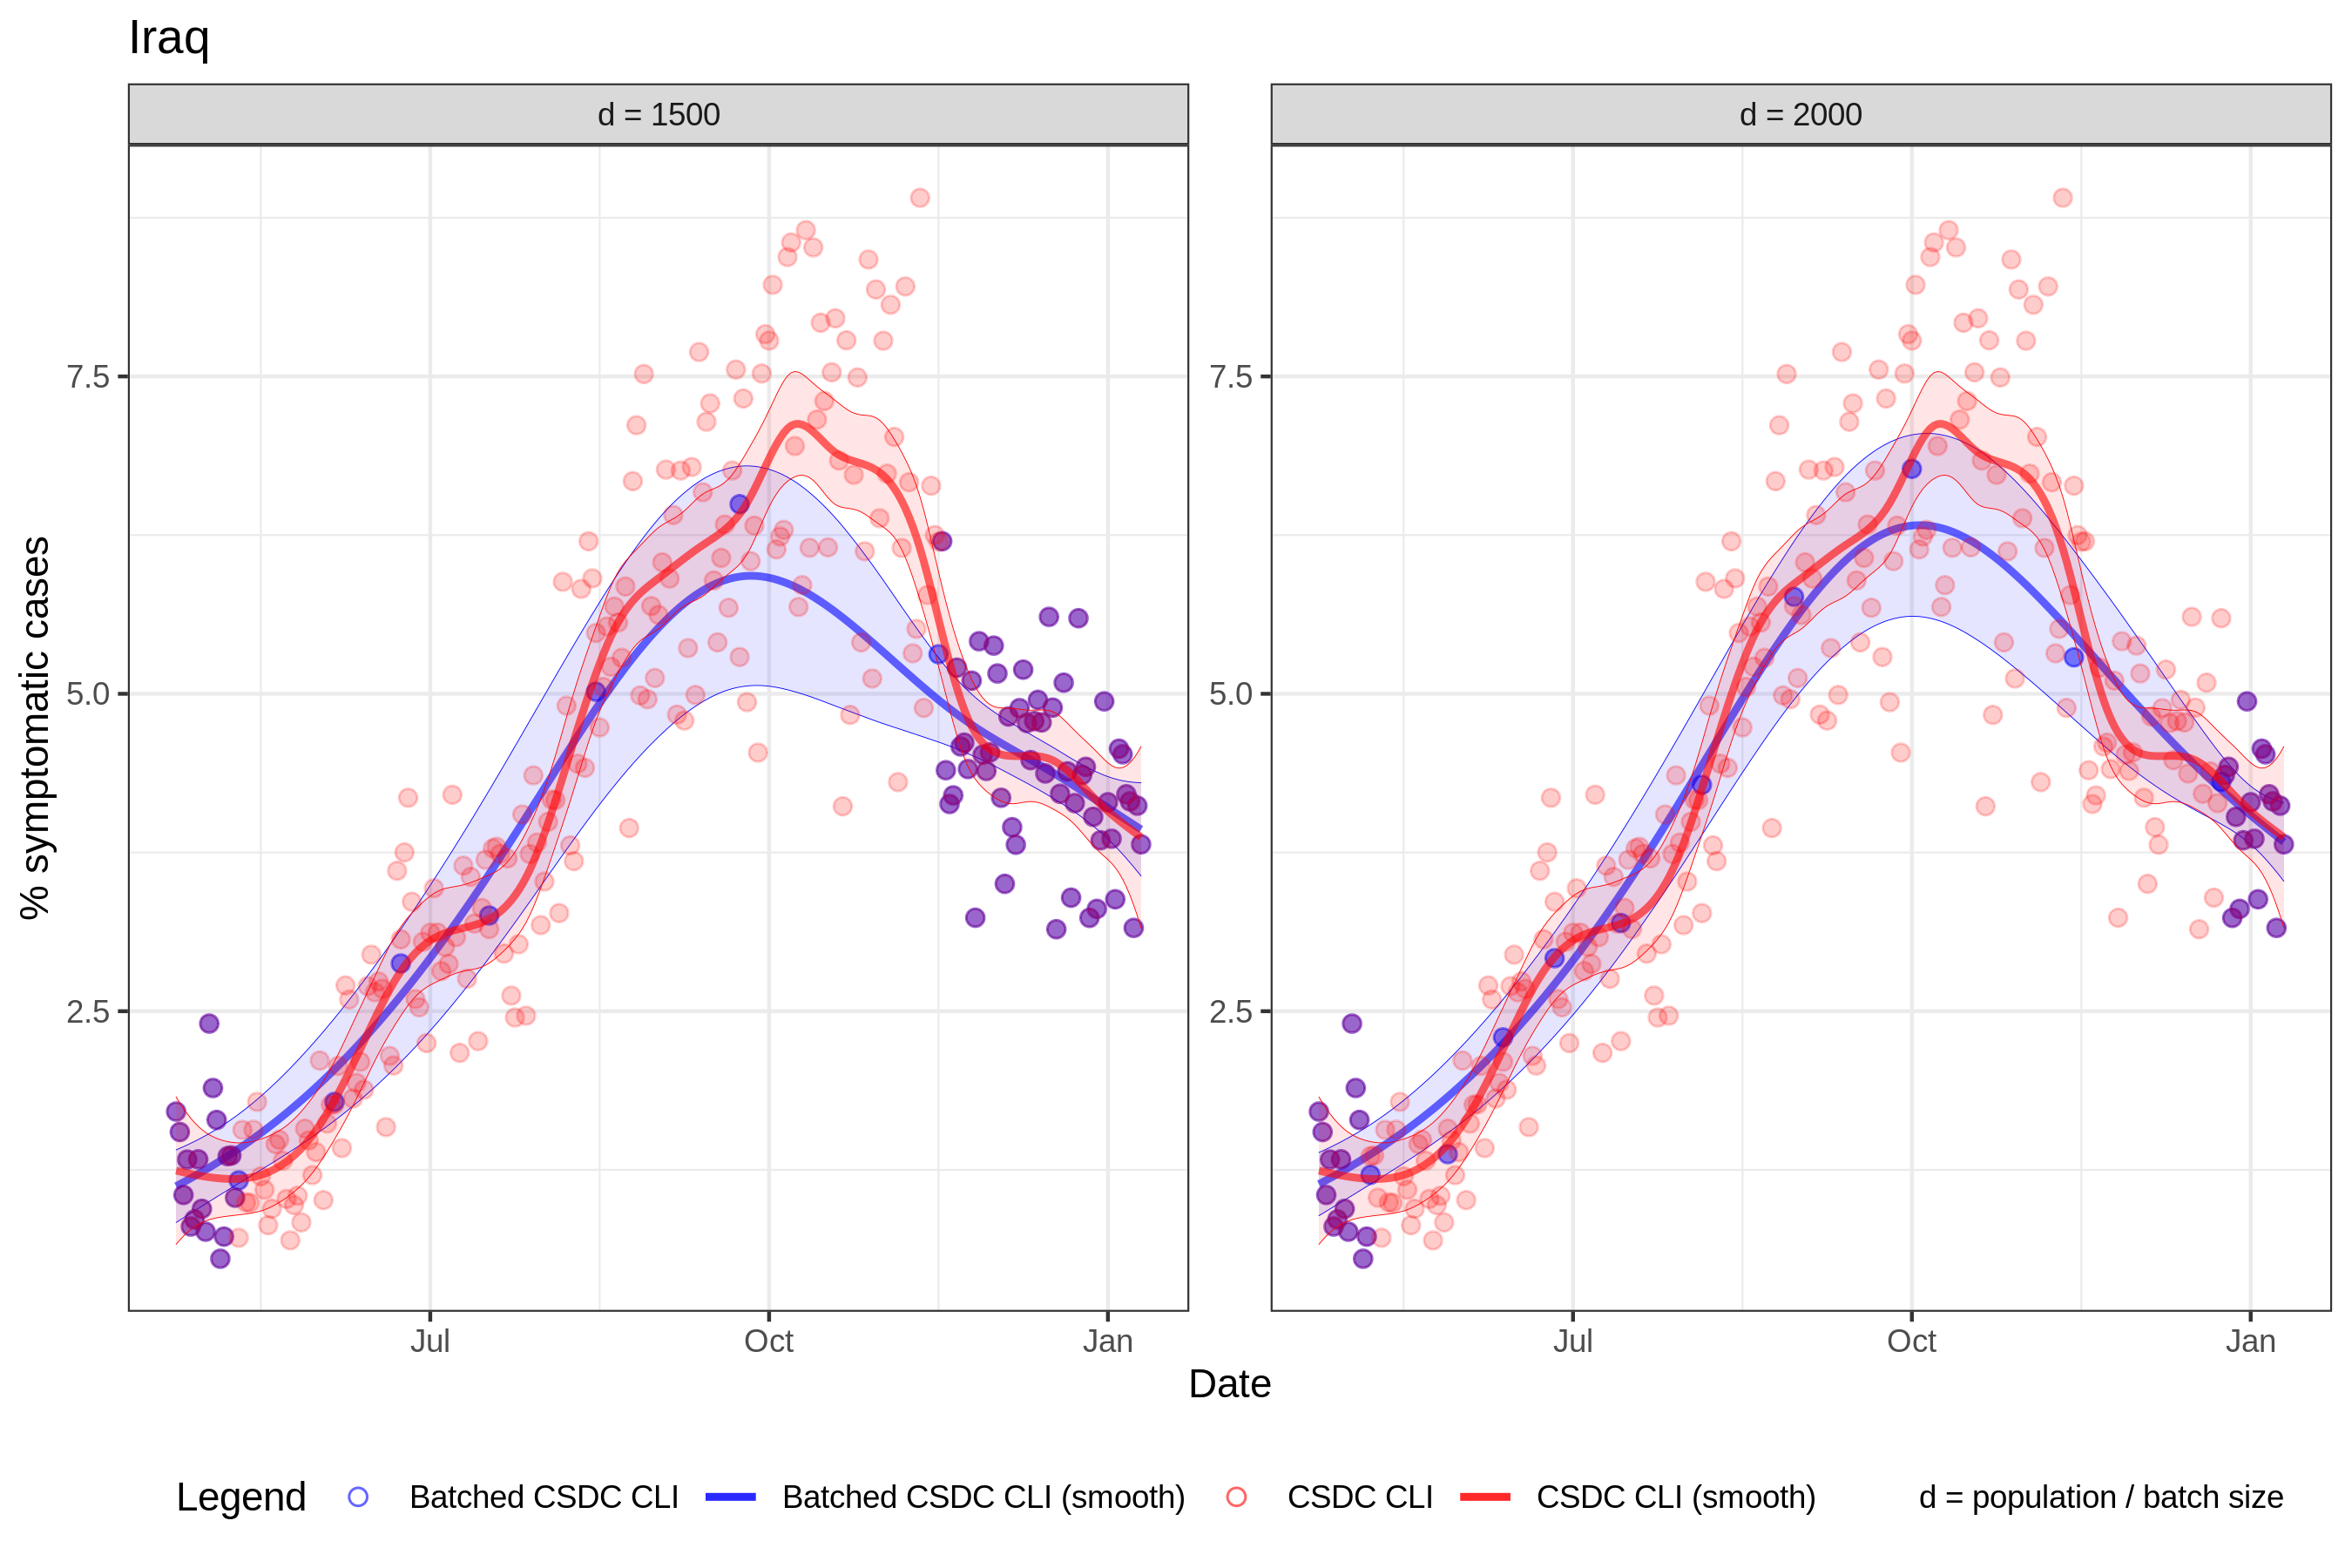 Iraq
d = 1500
d = 2000
% symptomatic cases
7.5
5.0
2.5
7.5
5.0
2.5
Jul Oct Jan
Jul Oct Jan
Date
Legend Batched CSDC CLI Batched CSDC CLI (smooth) CSDC CLI CSDC CLI (smooth) d = population / batch size